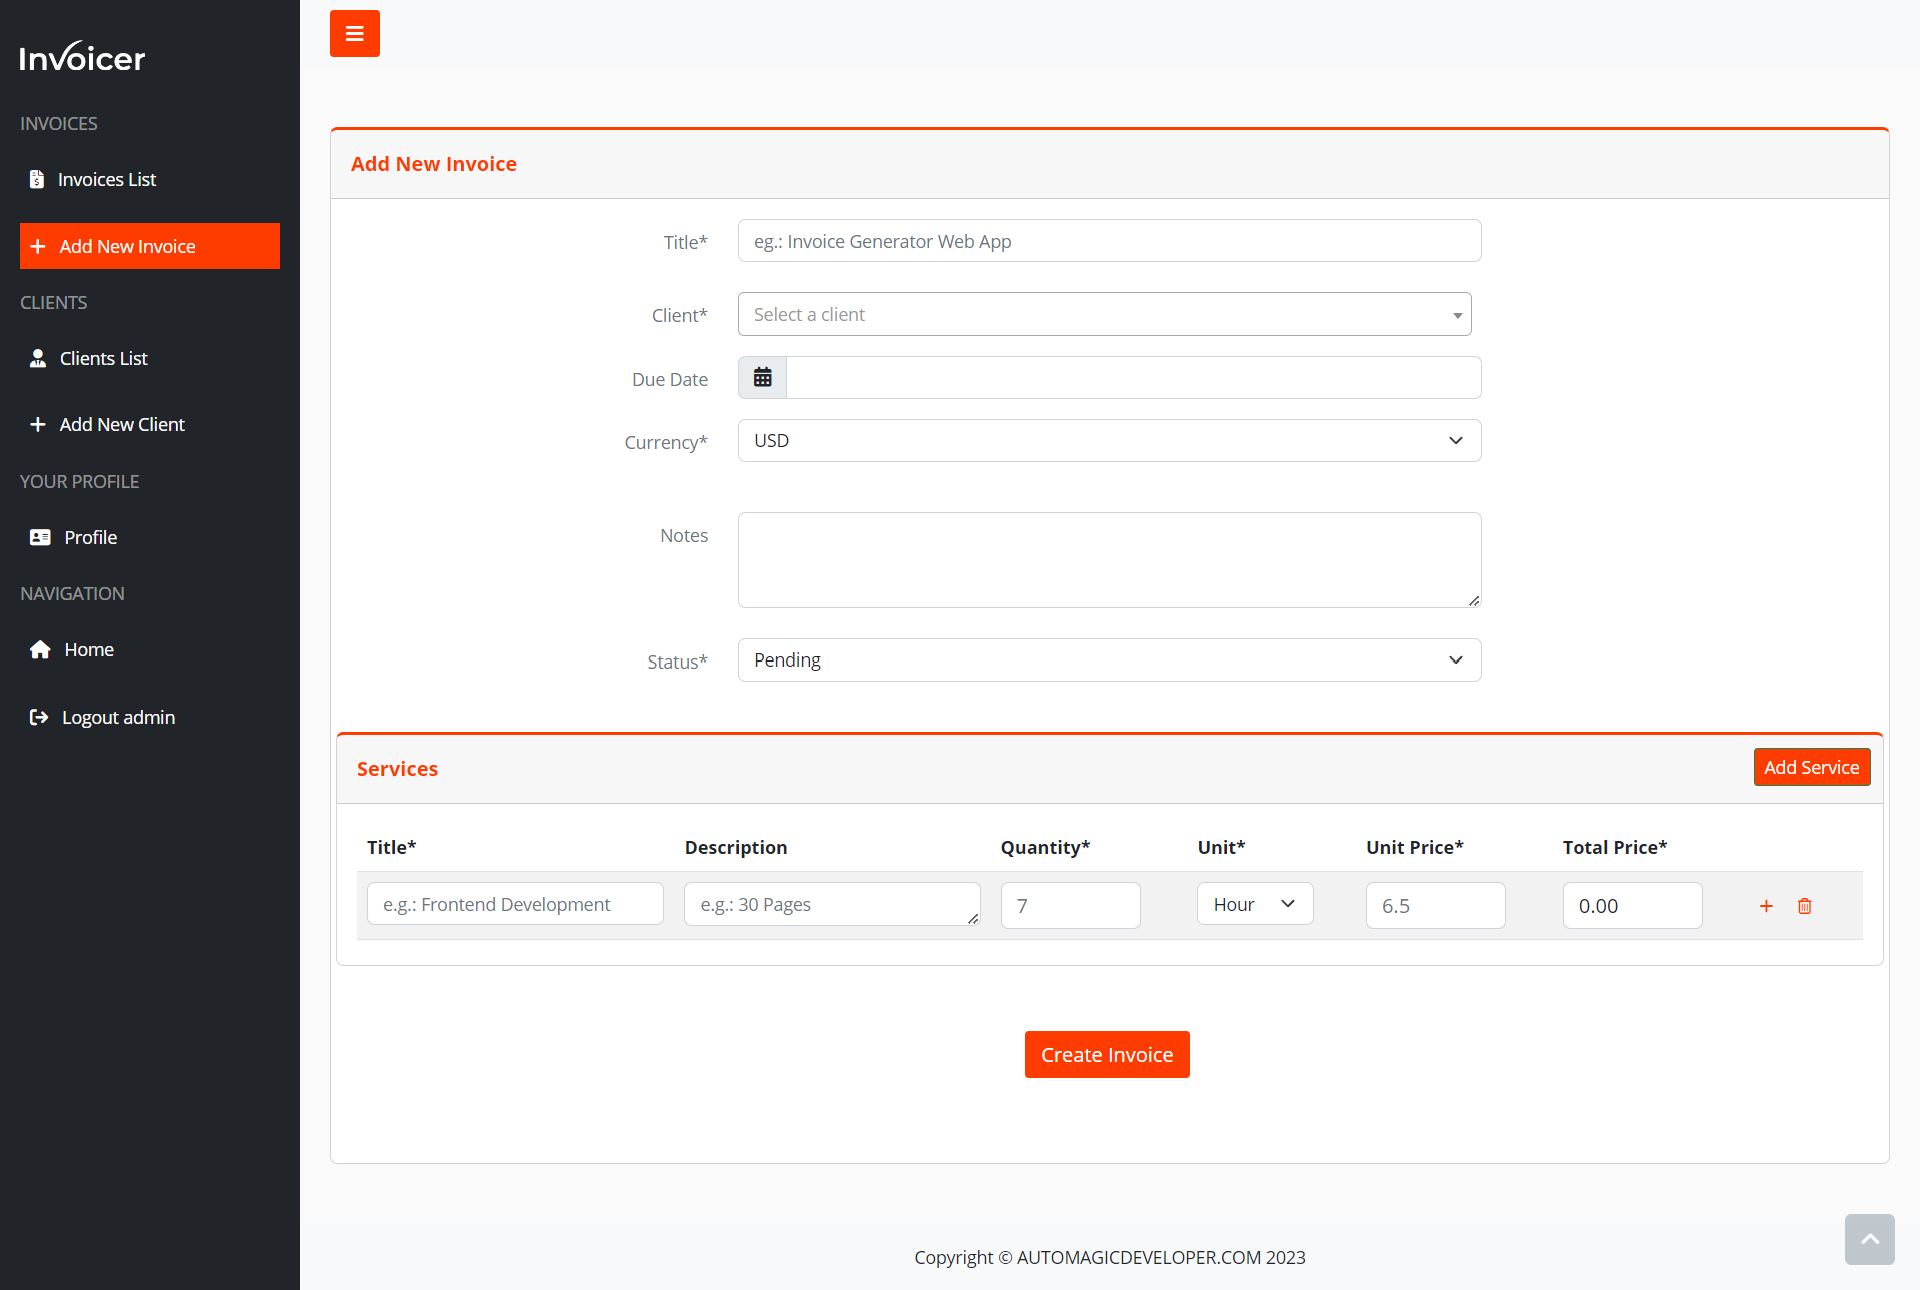 Invoicer
INVOICES
Invoices List
Add New Invoice
CLIENTS
Clients List
Add New Client
YOUR PROFILE
Profile
NAVIGATION
Home
Logout admin
Add New Invoice
Title*
eg.: Invoice Generator Web App
Client*
Select a client
Due Date
Currency*
USD
Notes
Status*
Pending
Services
Add Service
Title* Description Quantity* Unit* Unit Price* Total Price*
e.g.: Frontend Development e.g.: 30 Pages 7 Hour 6.5 0.00
Create Invoice
Copyright © AUTOMAGICDEVELOPER.COM 2023